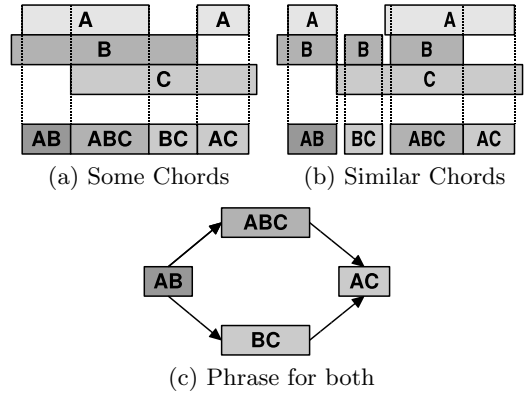 A A A A
B B B B
C C
AB ABC BC AC AB BC ABC AC
(a) Some Chords (b) Similar Chords
ABC
AB AC
BC
(c) Phrase for both